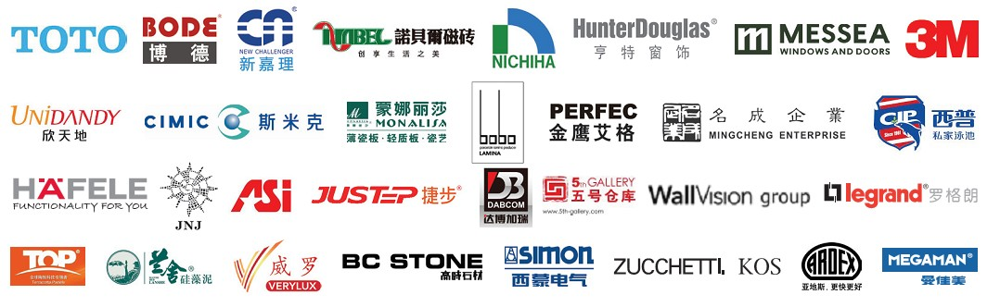 TOTO
BODE®
博德
CN
NEW CHALLENGER
新嘉理
NOBEL 諾貝爾磁砖
创享生活之美
NICHIHA
HunterDouglas®
亨特窗饰
m MESSEA
WINDOWS AND DOORS
3M
UNIDANDY
欣天地
CIMIC 斯米克
M
MONALISA
蒙娜丽莎
MONALISA
薄瓷板·轻质板·瓷艺
bobo
LAMINA
PERFEC
金鹰艾格
名成企業
MINGCHENG ENTERPRISE
CIP
西普
私家泳池
HÄFELE
FUNCTIONALITY FOR YOU
JNJ
ASi
JUSTEP 捷步®
DB
DABCOM
达博加瑞
5th GALLERY
五号仓库
www.5th-gallery.com
WallVision group
legrand® 罗格朗
TOP®
Terracotta Panels
兰舍®
硅藻泥
威罗
VERYLUX
BC STONE
高时石材
simon
西蒙电气
ZUCCHETTI. KOS
ARDEX
亚地斯，更快更好
MEGAMAN®
曼佳美